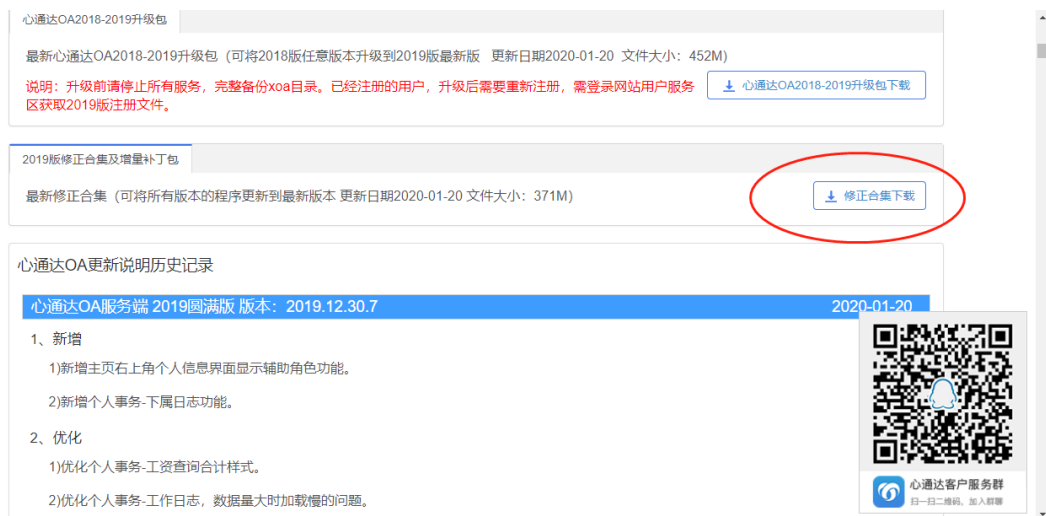 心通达OA2018-2019升级包
最新心通达OA2018-2019升级包（可将2018版任意版本升级到2019版最新版 更新日期2020-01-20 文件大小：452M）
说明：升级前请停止所有服务，完整备份xoa目录。已经注册的用户，升级后需要重新注册，需登录网站用户服务
区获取2019版注册文件。
心通达OA2018-2019升级包下载
2019版修正合集及增量补丁包
最新修正合集（可将所有版本的程序更新到最新版本 更新日期2020-01-20 文件大小：371M）
修正合集下载
心通达OA更新说明历史记录
心通达OA服务端 2019圆满版 版本：2019.12.30.7 2020-01-20
1、新增
1)新增主页右上角个人信息界面显示辅助角色功能。
2)新增个人事务-下属日志功能。
2、优化
1)优化个人事务-工资查询合计样式。
2)优化个人事务-工作日志，数据量大时加载慢的问题。
心通达客户服务群
扫一扫二维码，加入群聊